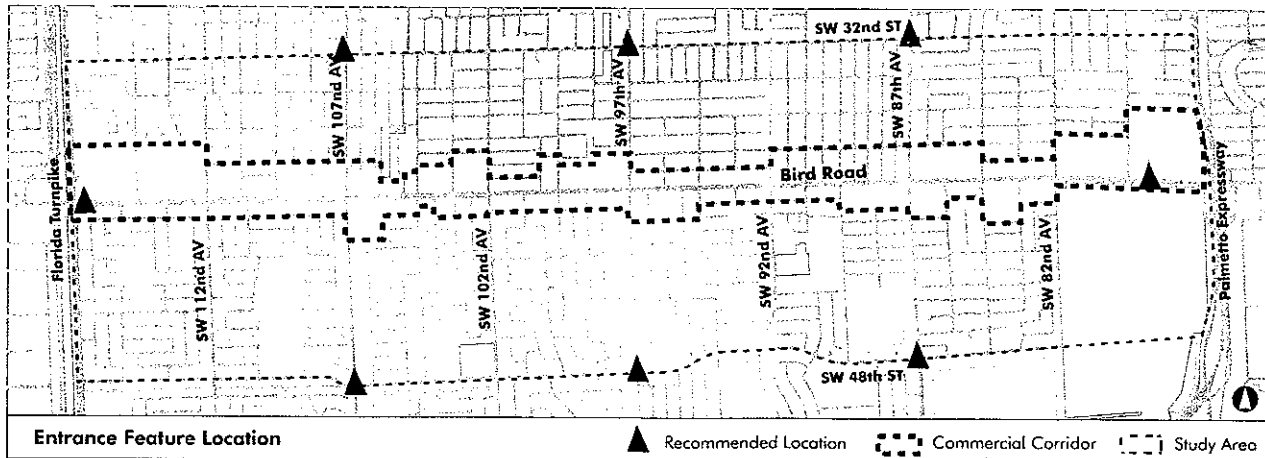 SW 32nd ST
SW 107nd AV
SW 97th AV
SW 87th AV
Bird Road
Florida Turnpike
Palmetto Expressway
SW 112nd AV
SW 102nd AV
SW 92nd AV
SW 82nd AV
SW 48th ST
Entrance Feature Location
Recommended Location
Commercial Corridor
Study Area